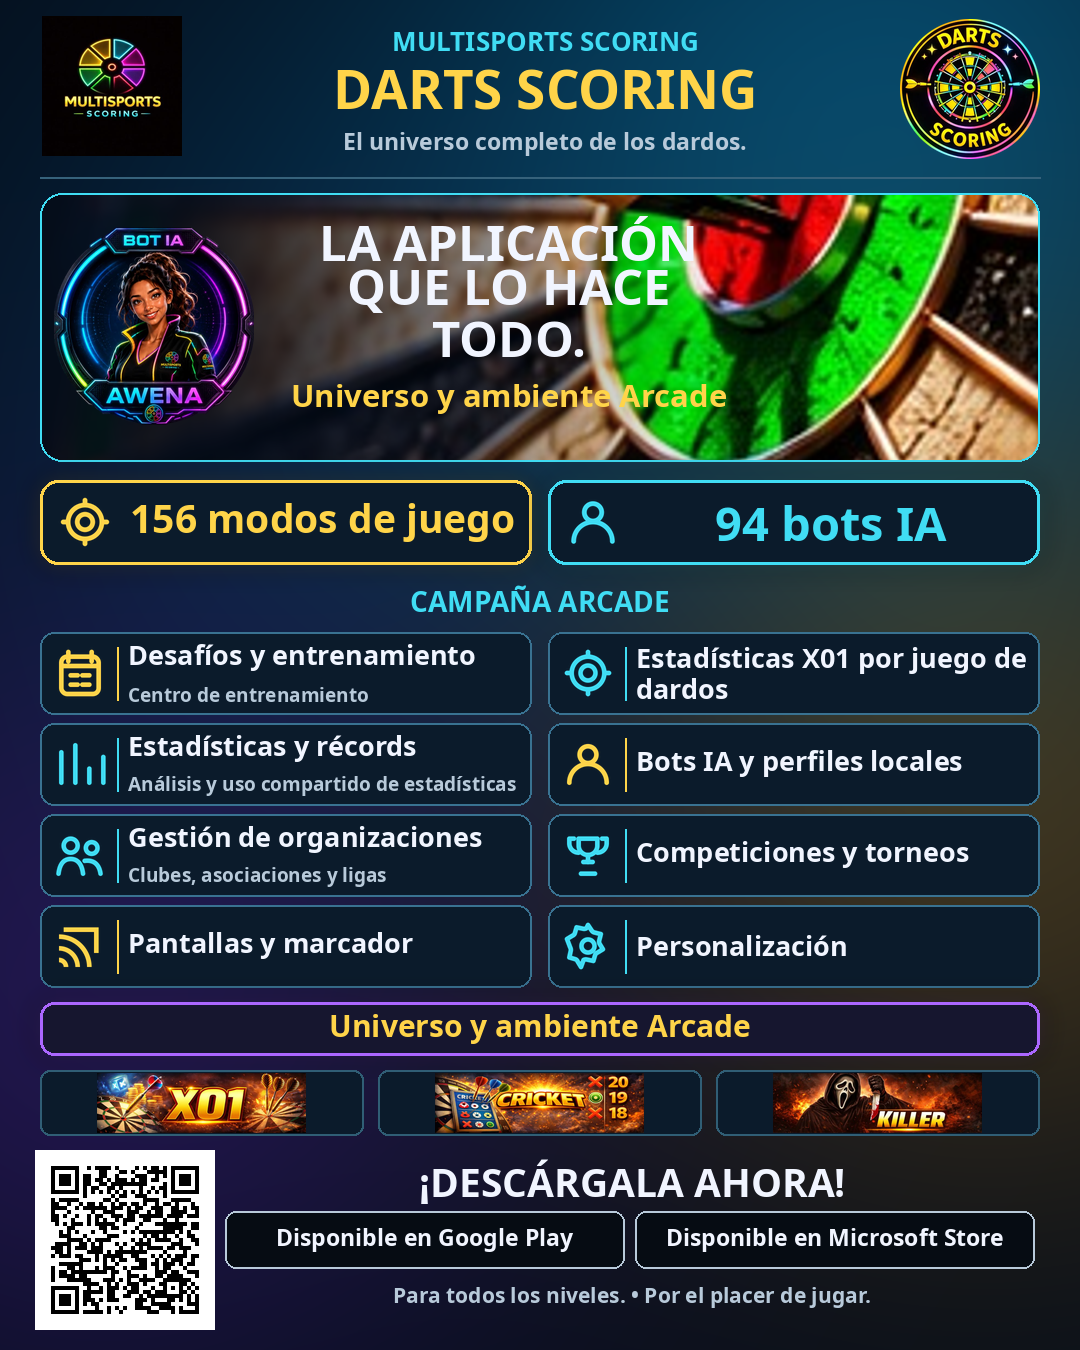 MULTISPORTS
SCORING
MULTISPORTS SCORING
DARTS SCORING
El universo completo de los dardos.
DARTS
SCORING
BOT IA
AWENA
LA APLICACIÓN
QUE LO HACE
TODO.
Universo y ambiente Arcade
156 modos de juego
94 bots IA
CAMPAÑA ARCADE
Desafíos y entrenamiento
Centro de entrenamiento
Estadísticas X01 por juego de
dardos
Estadísticas y récords
Análisis y uso compartido de estadísticas
Bots IA y perfiles locales
Gestión de organizaciones
Clubes, asociaciones y ligas
Competiciones y torneos
Pantallas y marcador
Personalización
Universo y ambiente Arcade
X01
CRICKET
CRICKET
20
19
18
KILLER
¡DESCÁRGALA AHORA!
Disponible en Google Play
Disponible en Microsoft Store
Para todos los niveles. • Por el placer de jugar.